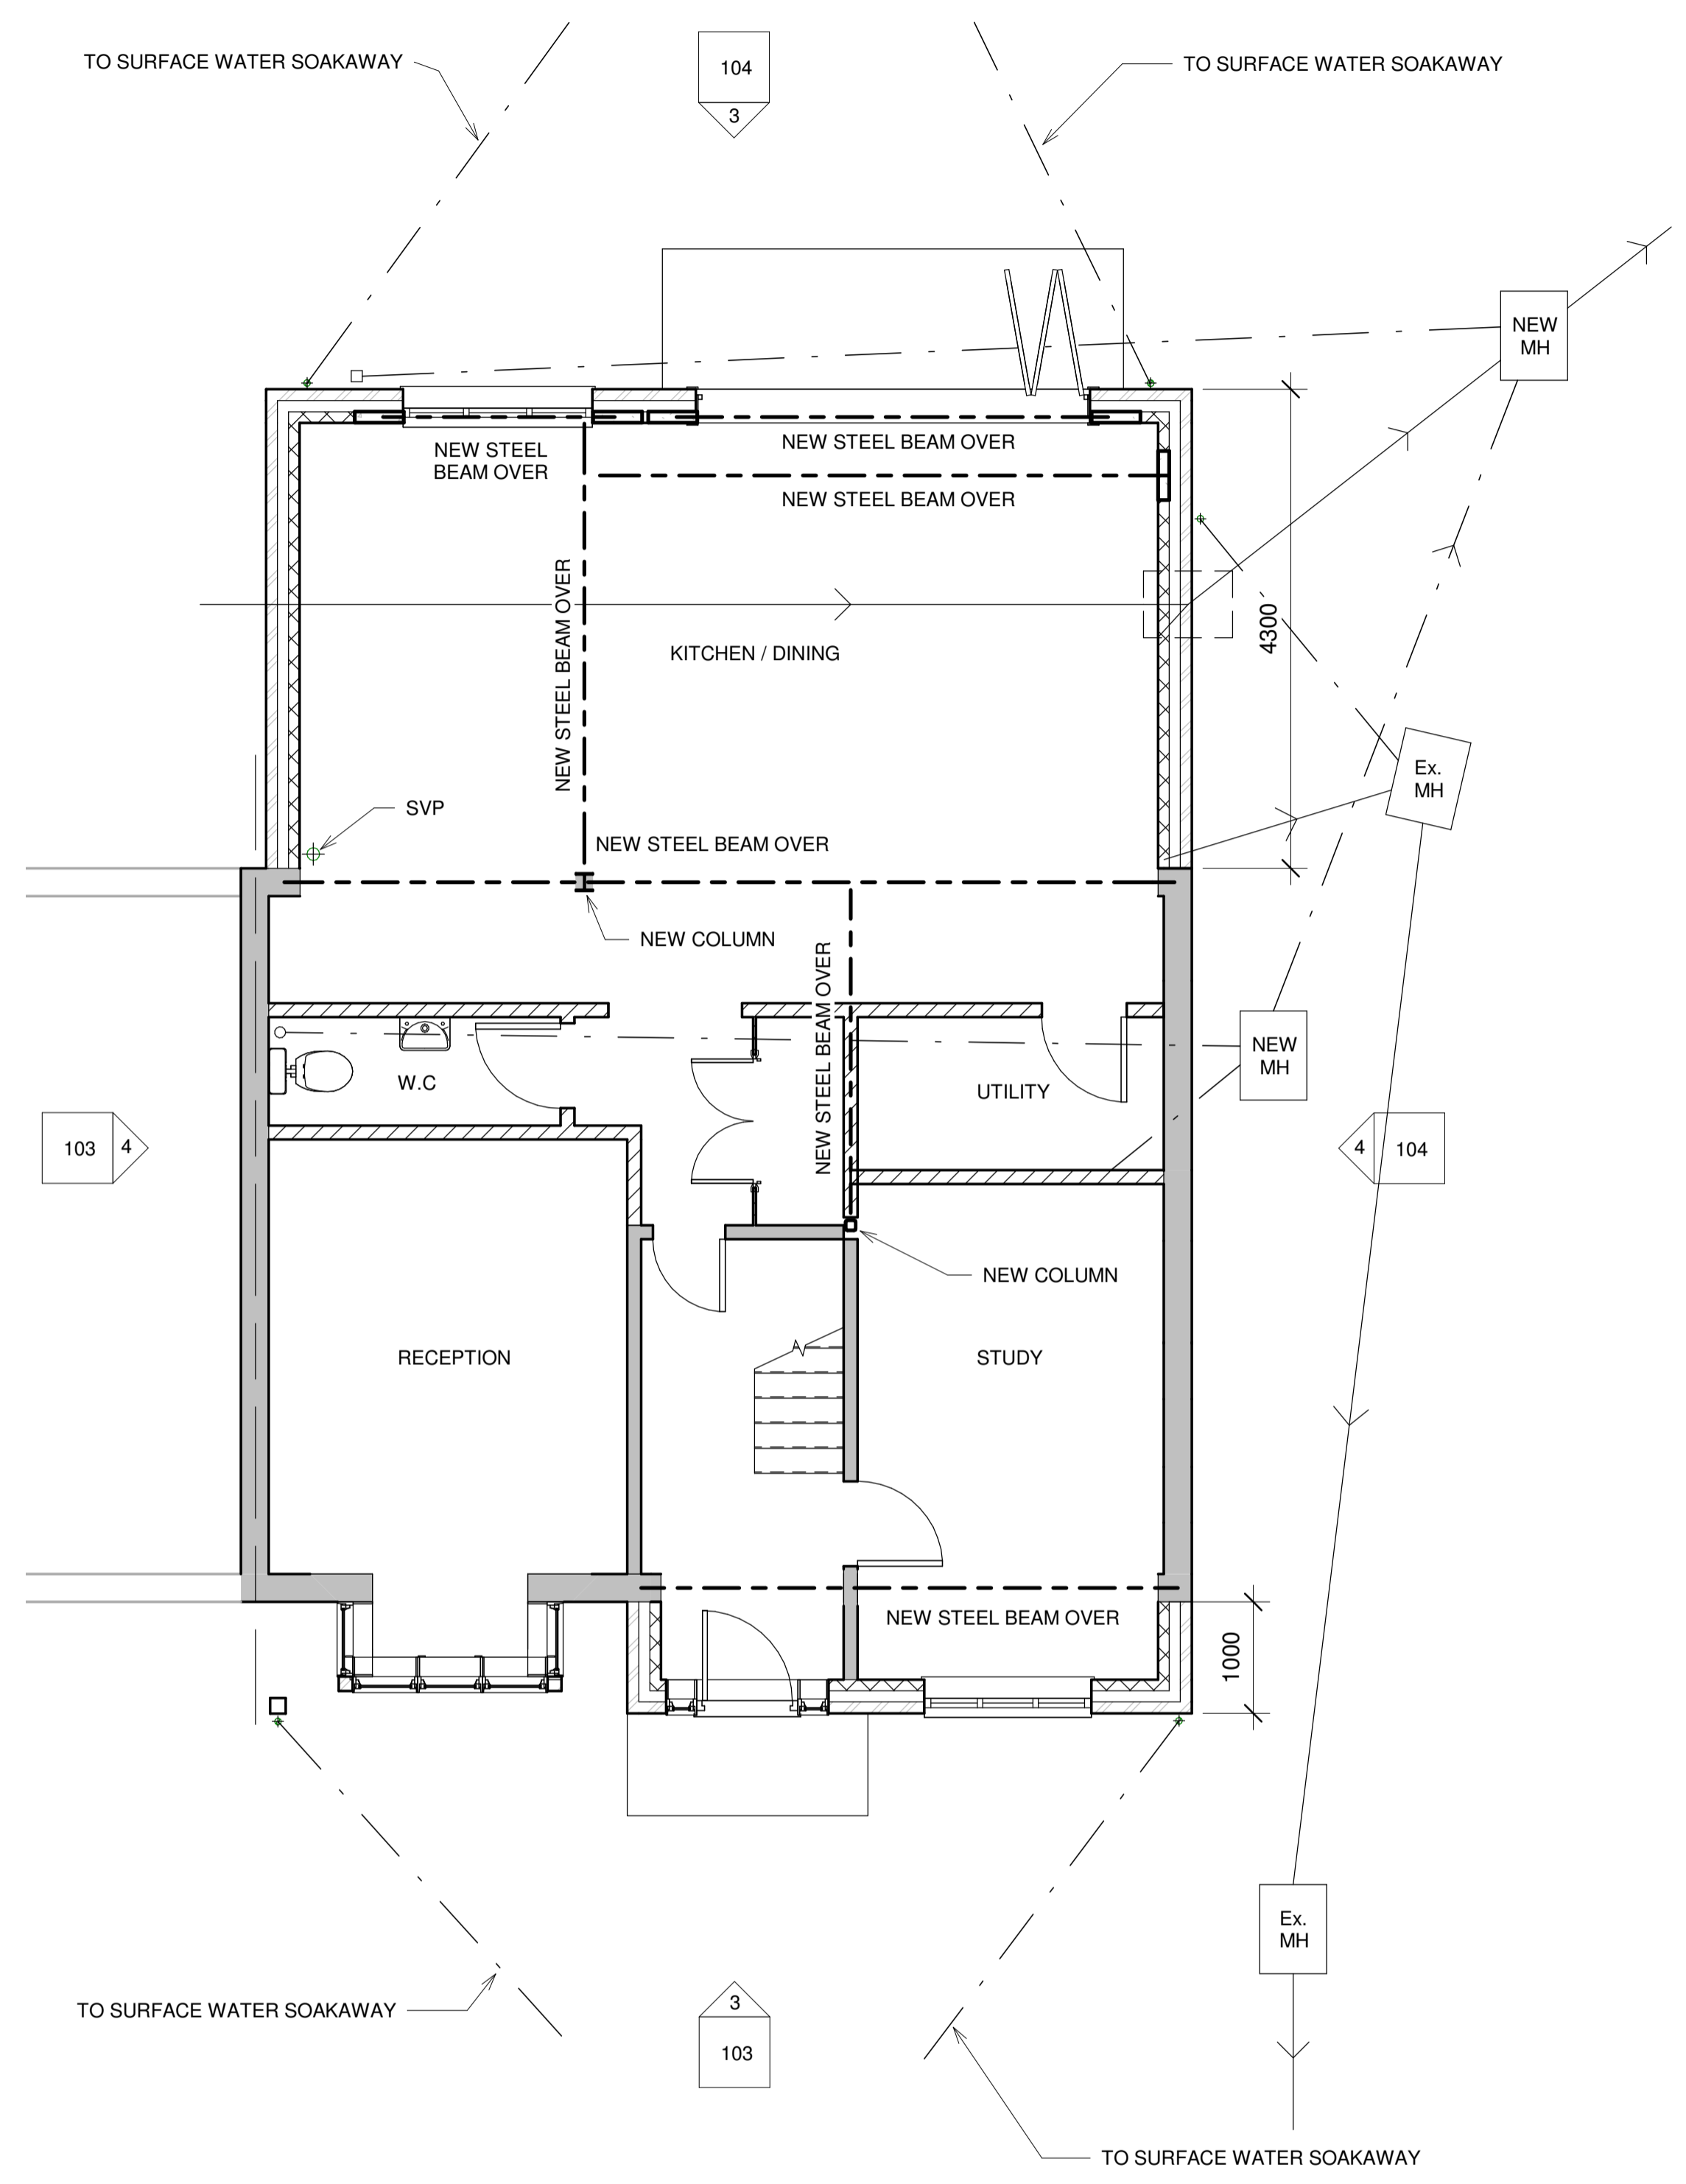 TO SURFACE WATER SOAKAWAY
104
3
TO SURFACE WATER SOAKAWAY
NEW
MH
NEW STEEL
BEAM OVER
NEW STEEL BEAM OVER
NEW STEEL BEAM OVER
NEW STEEL BEAM OVER
4300
KITCHEN / DINING
Ex.
MH
SVP
NEW STEEL BEAM OVER
NEW COLUMN
NEW STEEL BEAM OVER
NEW
MH
W.C
UTILITY
103
4
4
104
NEW COLUMN
RECEPTION
STUDY
NEW STEEL BEAM OVER
1000
Ex.
MH
TO SURFACE WATER SOAKAWAY
3
103
TO SURFACE WATER SOAKAWAY